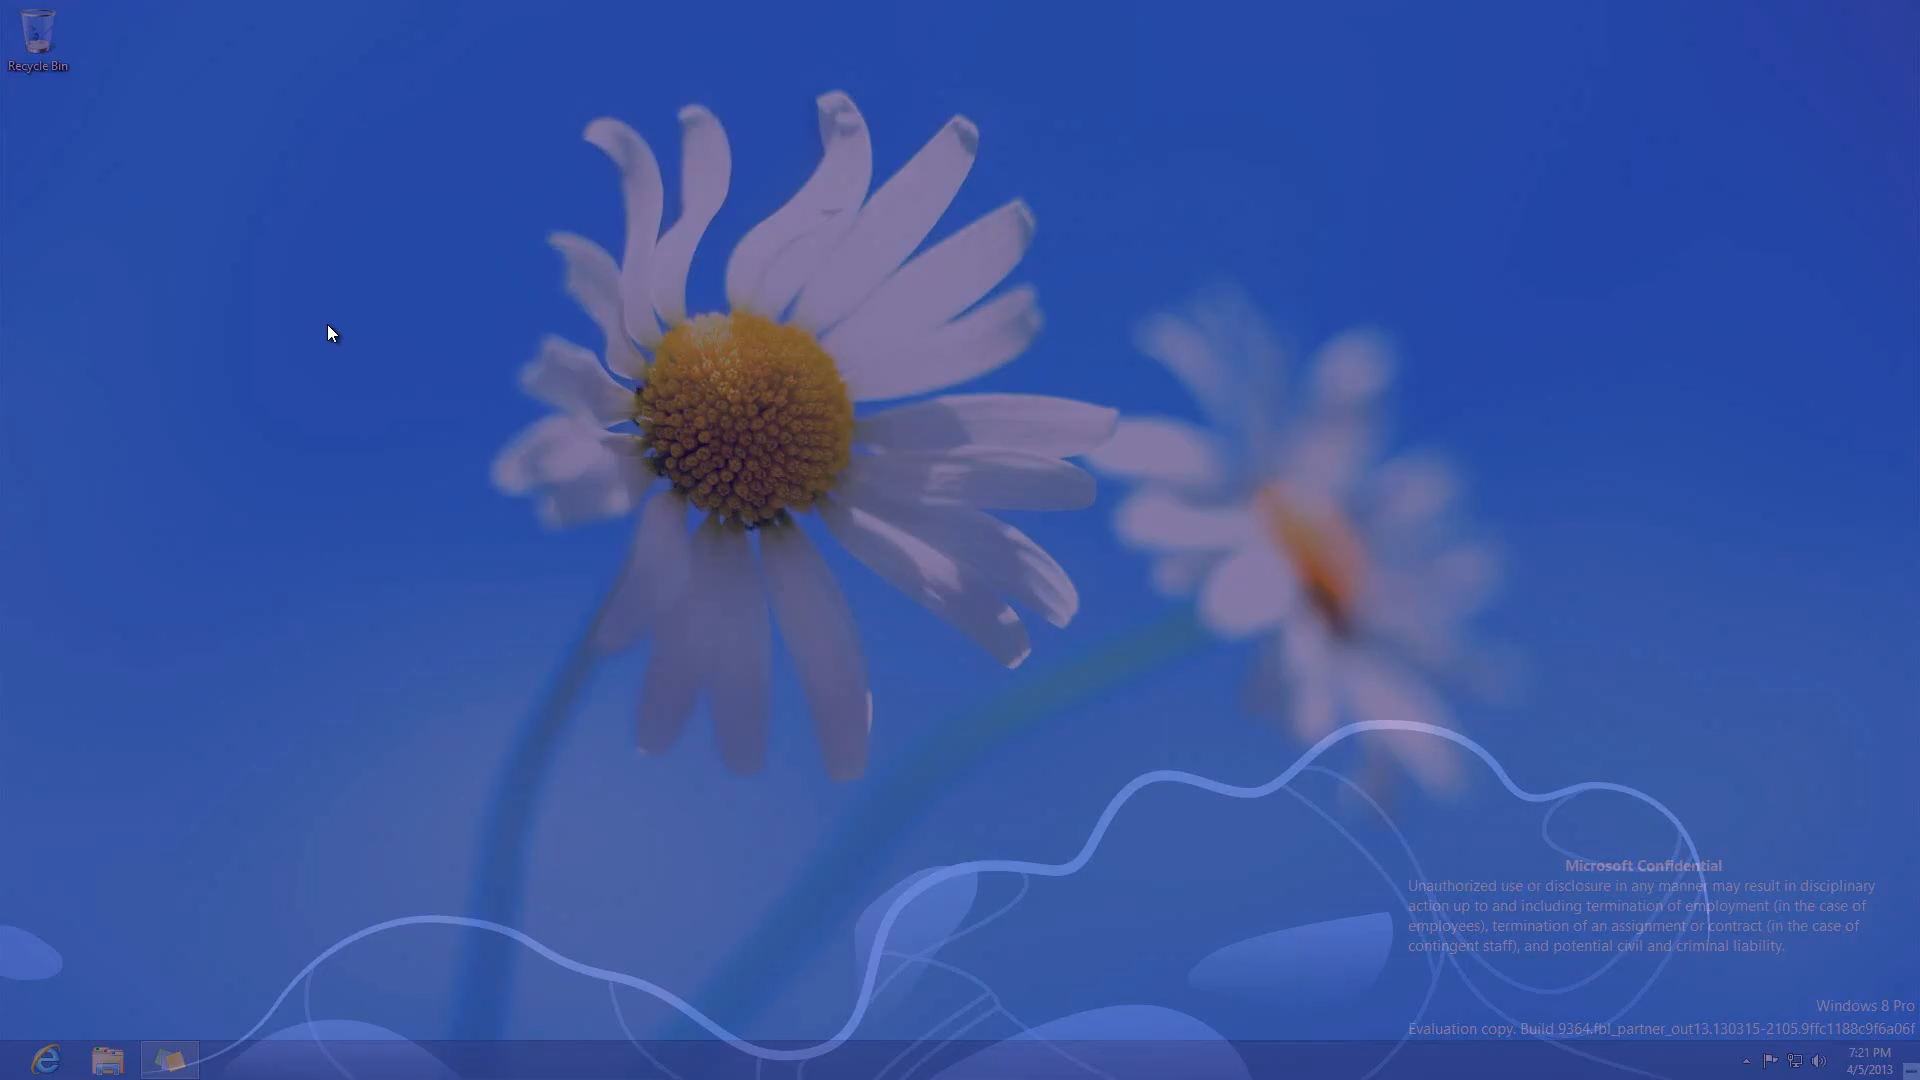 Recycle Bin
Microsoft Confidential
Unauthorized use or disclosure in any manner may result in disciplinary
action up to and including termination of employment (in the case of
employees), termination of an assignment or contract (in the case of
contingent staff), and potential civil and criminal liability.
Windows 8 Pro
Evaluation copy. Build 9364.fbl_partner_out13.130315-2105.9ffc1188c9f6a06f
7:21 PM
4/5/2013